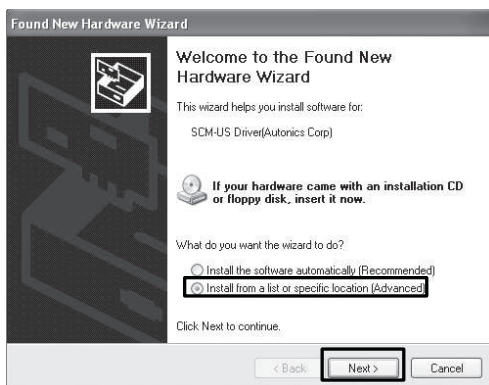 Found New Hardware Wizard
Welcome to the Found New
Hardware Wizard
This wizard helps you install software for:
SCM-US Driver(Autonics Corp)
If your hardware came with an installation CD
or floppy disk, insert it now.
What do you want the wizard to do?
Install the software automatically (Recommended)
Install from a list or specific location (Advanced)
Click Next to continue.
< Back
Next >
Cancel